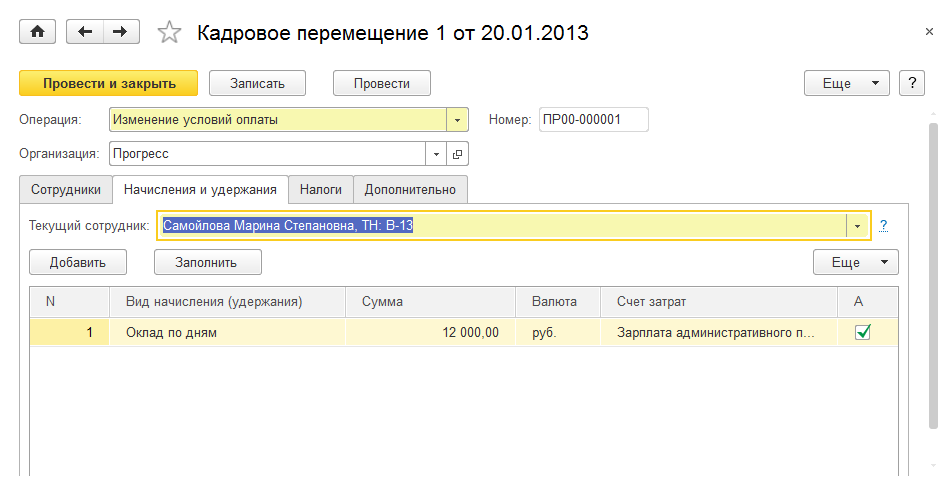 Кадровое перемещение 1 от 20.01.2013
Провести и закрыть Записать Провести Еще ?
Операция: Изменение условий оплаты Номер: ПР00-000001
Организация: Прогресс
Сотрудники Начисления и удержания Налоги Дополнительно
Текущий сотрудник: Самойлова Марина Степановна, ТН: В-13 ?
Добавить Заполнить Еще
N Вид начисления (удержания) Сумма Валюта Счет затрат А
1 Оклад по дням 12 000,00 руб. Зарплата административного п...